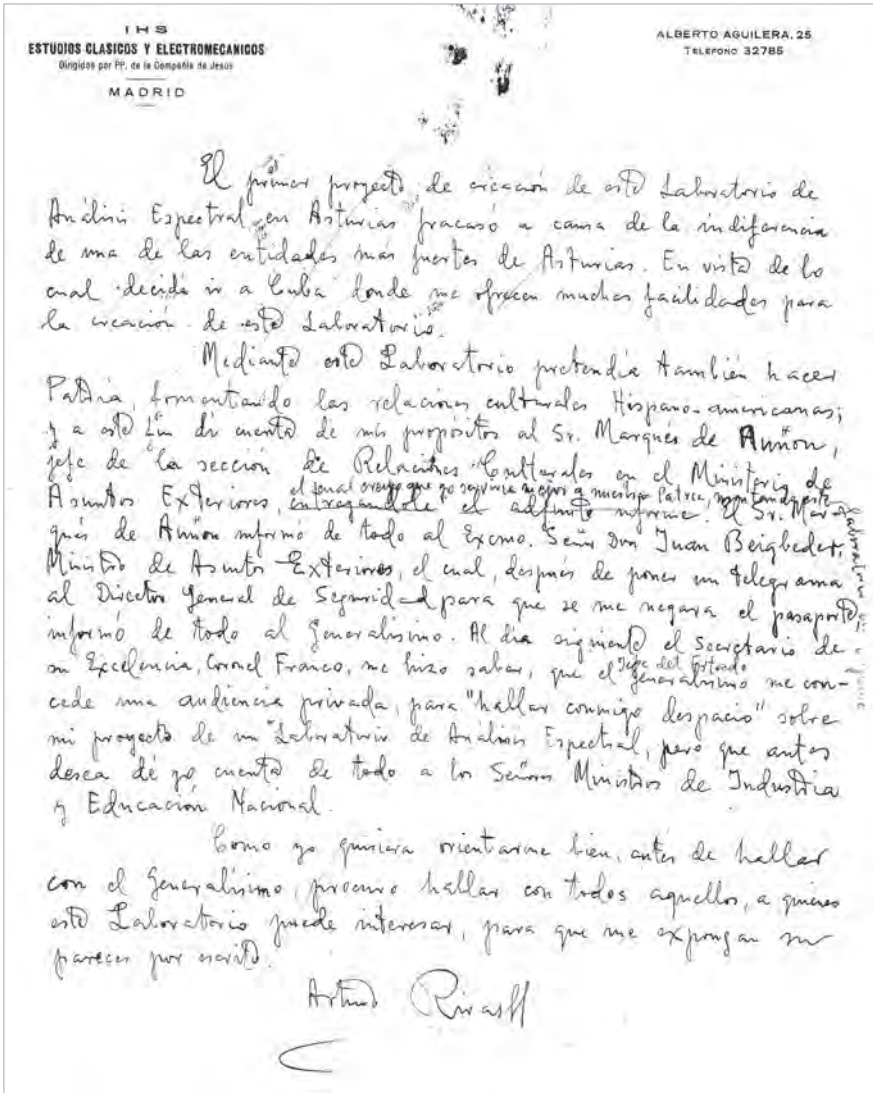 IHS
ESTUDIOS CLASICOS Y ELECTROMECANICOS
Dirigidos por PP. de la Compañía de Jesús
MADRID
ALBERTO AGUILERA, 25
TELEFONO 32785
El primer proyecto de creación de este Laboratorio de
Análisis Espectral en Asturias fracasó a causa de la indiferencia
de una de las entidades más fuertes de Asturias. En vista de lo
cual decidí ir a Cuba donde me ofrecen muchas facilidades para
la creación de este Laboratorio.
Mediante este Laboratorio pretendía también hacer
Patria, fomentando las relaciones culturales Hispano-americanas;
y a este fin di cuenta de mis propósitos al Sr. Marqués de Auñon,
jefe de la sección de Relaciones Culturales en el Ministerio de
el cual cree que yo serviría mejor a nuestra Patria, montando este
Laboratorio
Asuntos Exteriores, entregándole el adjunto informe. El Sr. Mar-
qués de Auñon informó de todo al Excmo. Señor Don Juan Beigbeder,
Ministro de Asuntos Exteriores, el cual, después de poner un telegrama
al Director General de Seguridad para que se me negara el pasaporte,
informó de todo al Generalísimo. Al día siguiente el Secretario de
su Excelencia, Coronel Franco, me hizo saber, que el Generalísimo me con-
Jefe del Estado
cede una audiencia privada, para "hallar conmigo despacio" sobre
mi proyecto de un "Laboratorio de Análisis Espectral, pero que antes
desea dé yo cuenta de todo a los Señores Ministros de Industria
y Educación Nacional.
Como yo quisiera orientarme bien, antes de hallar
con el Generalísimo, procuro hallar con todos aquellos, a quienes
este Laboratorio puede interesar, para que me expongan su
parecer por escrito.
Arturo Rivas SJ